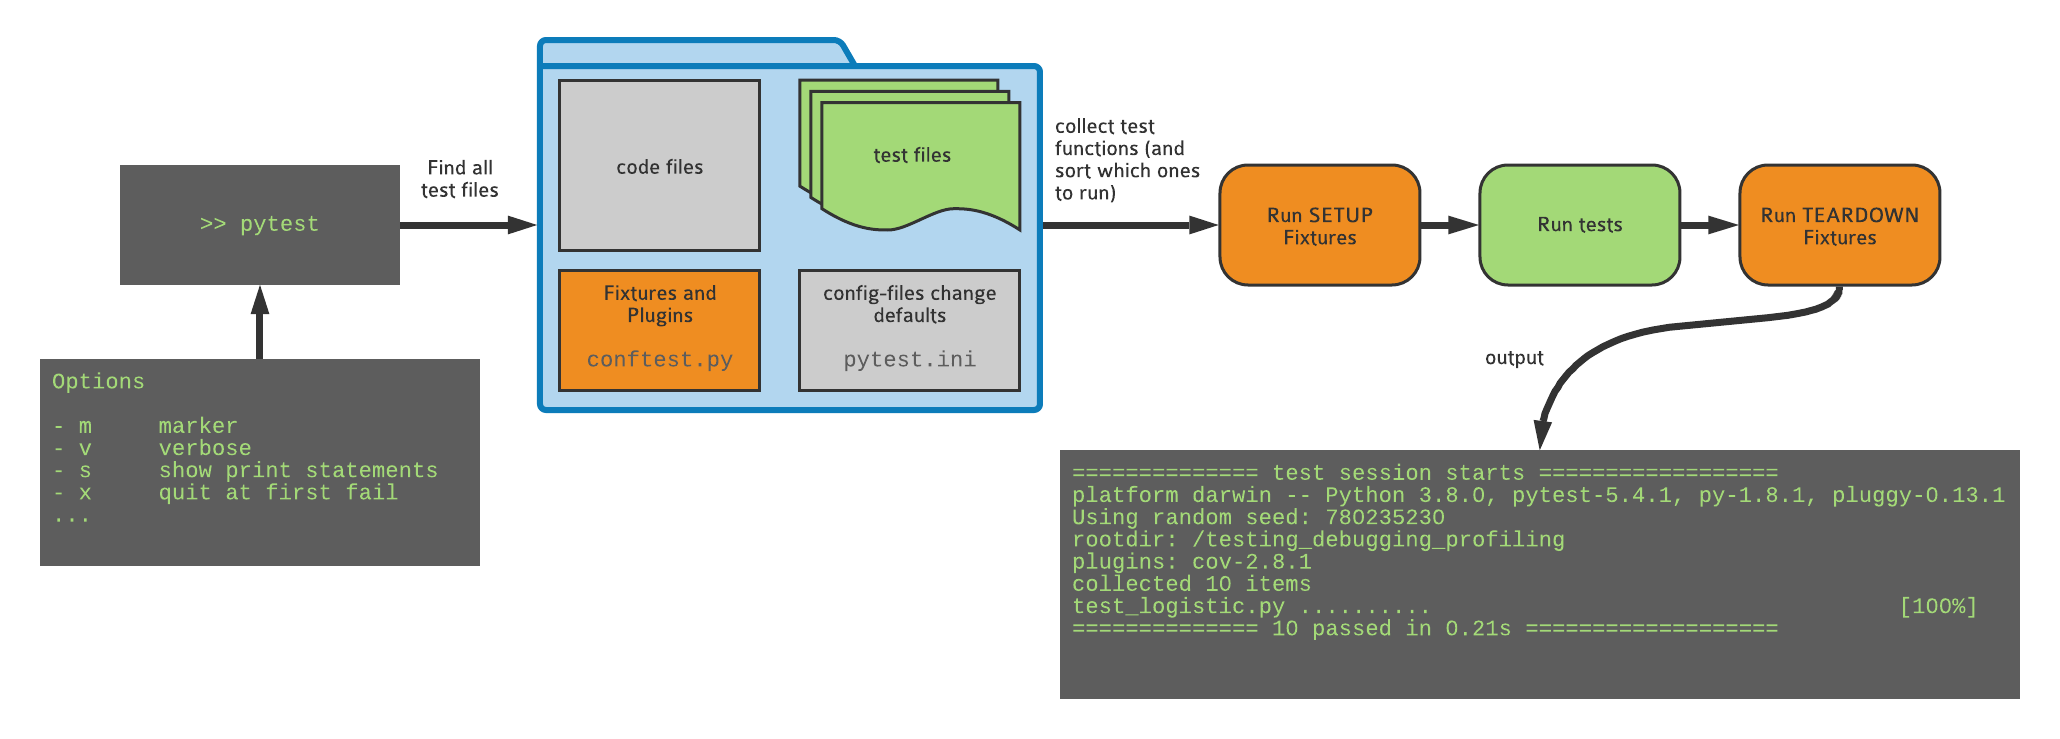 >> pytest
Options
- m     marker
- v     verbose
- s     show print statements
- x     quit at first fail
...
Find all
test files
code files
test files
Fixtures and
Plugins
conftest.py
config-files change
defaults
pytest.ini
collect test
functions (and
sort which ones
to run)
Run SETUP
Fixtures
Run tests
Run TEARDOWN
Fixtures
output
============== test session starts ==================
platform darwin -- Python 3.8.0, pytest-5.4.1, py-1.8.1, pluggy-0.13.1
Using random seed: 780235230
rootdir: /testing_debugging_profiling
plugins: cov-2.8.1
collected 10 items
test_logistic.py ..........                                   [100%]
============== 10 passed in 0.21s ===================